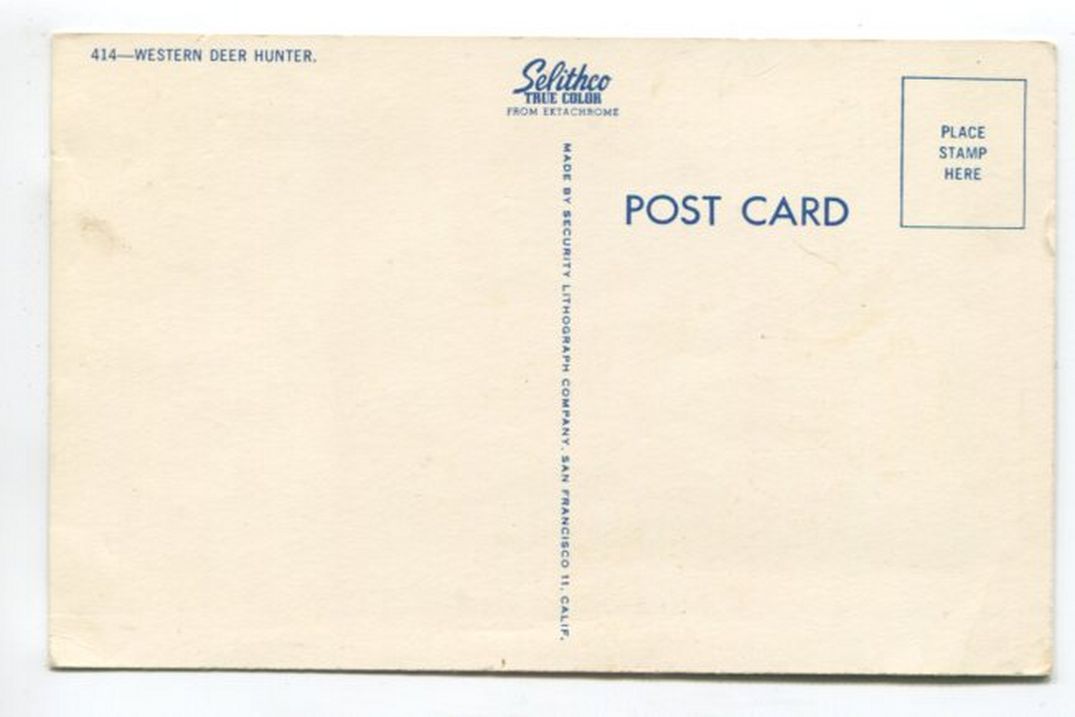 414—WESTERN DEER HUNTER.
Selithco
TRUE COLOR
FROM EKTACHROME
MADE BY SECURITY LITHOGRAPH COMPANY, SAN FRANCISCO 11, CALIF.
POST CARD
PLACE
STAMP
HERE